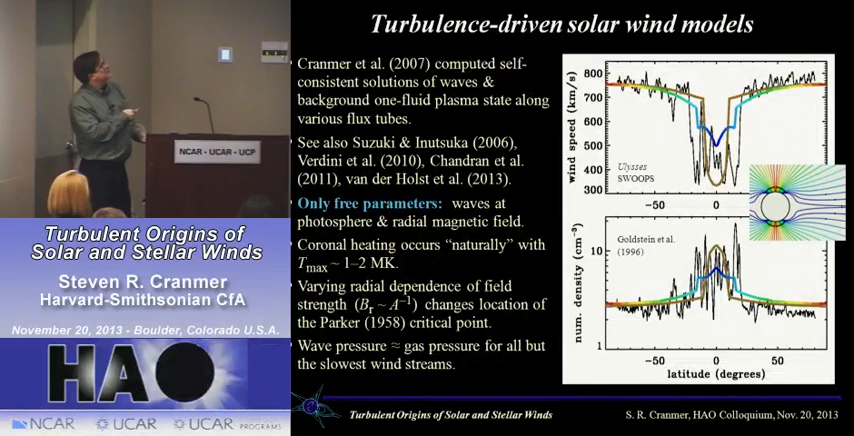 Turbulence-driven solar wind models
Cranmer et al. (2007) computed self-
consistent solutions of waves &
background one-fluid plasma state along
various flux tubes.
See also Suzuki & Inutsuka (2006),
Verdini et al. (2010), Chandran et al.
(2011), van der Holst et al. (2013).
Only free parameters: waves at
photosphere & radial magnetic field.
Coronal heating occurs “naturally” with
Tmax ~ 1–2 MK.
Varying radial dependence of field
strength (Br ~ A−1) changes location of
the Parker (1958) critical point.
Wave pressure ≈ gas pressure for all but
the slowest wind streams.
wind speed (km/s)
800
700
600
500
400
300
Ulysses
SWOOPS
−50
0
50
num. density (cm−3)
10
1
Goldstein et al.
(1996)
−50
0
50
latitude (degrees)
Turbulent Origins of Solar and Stellar Winds
S. R. Cranmer, HAO Colloquium, Nov. 20, 2013
NCAR - UCAR - UCP
Turbulent Origins of
Solar and Stellar Winds
Steven R. Cranmer
Harvard-Smithsonian CfA
November 20, 2013 - Boulder, Colorado U.S.A.
HAO
NCAR
UCAR
UCAR
PROGRAMS